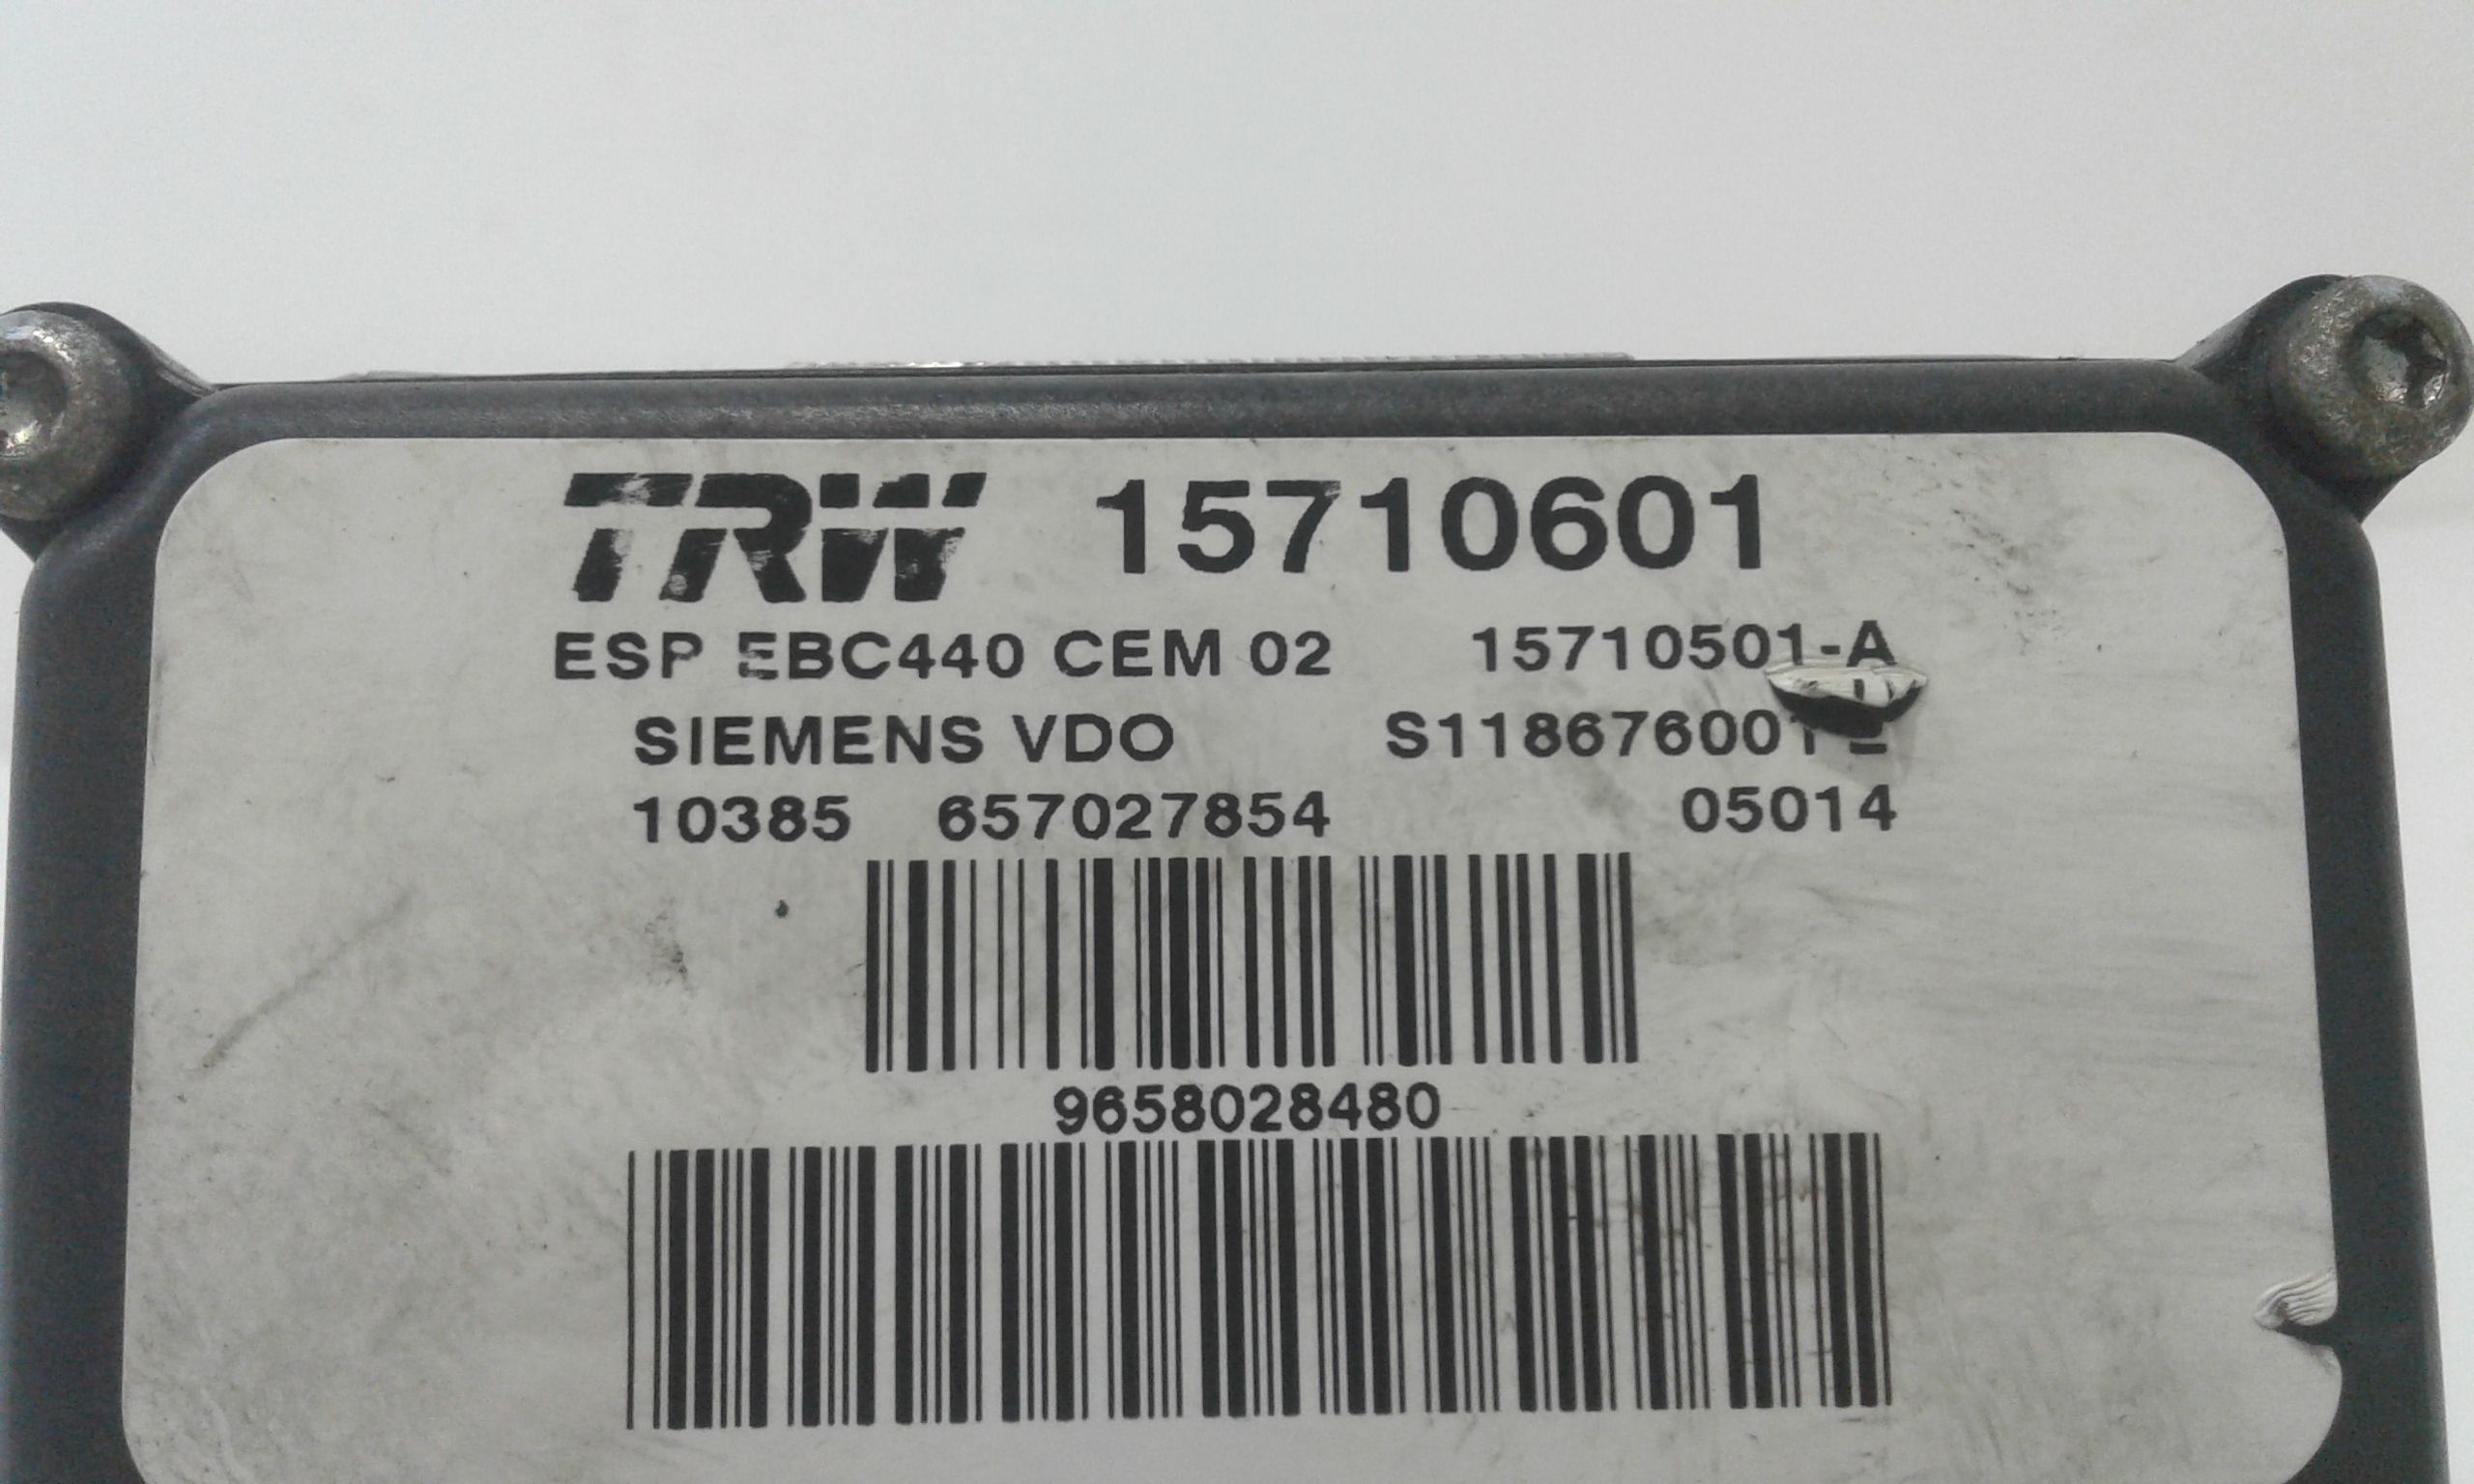 TRW 15710601
ESP EBC440 CEM 02 15710501-A
SIEMENS VDO
10385 657027854 05014
9658028480